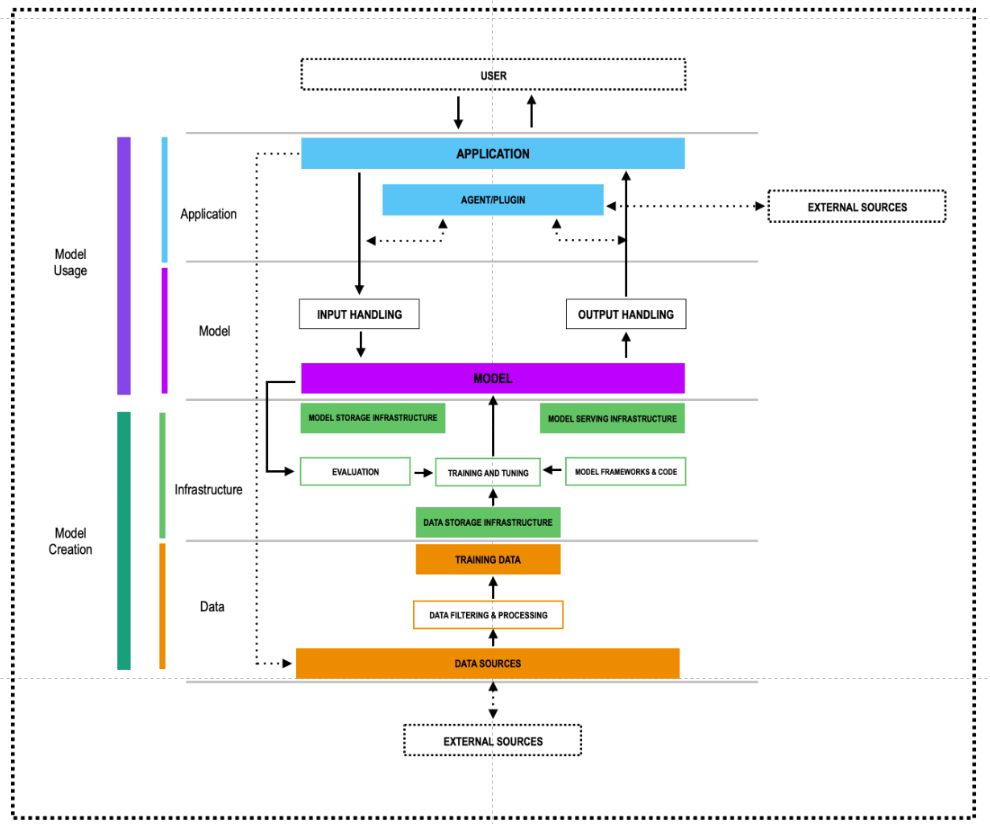 USER
APPLICATION
AGENT/PLUGIN
EXTERNAL SOURCES
Application
Model
Usage
INPUT HANDLING
OUTPUT HANDLING
Model
MODEL
MODEL STORAGE INFRASTRUCTURE
MODEL SERVING INFRASTRUCTURE
EVALUATION
TRAINING AND TUNING
MODEL FRAMEWORKS & CODE
Infrastructure
DATA STORAGE INFRASTRUCTURE
Model
Creation
TRAINING DATA
Data
DATA FILTERING & PROCESSING
DATA SOURCES
EXTERNAL SOURCES